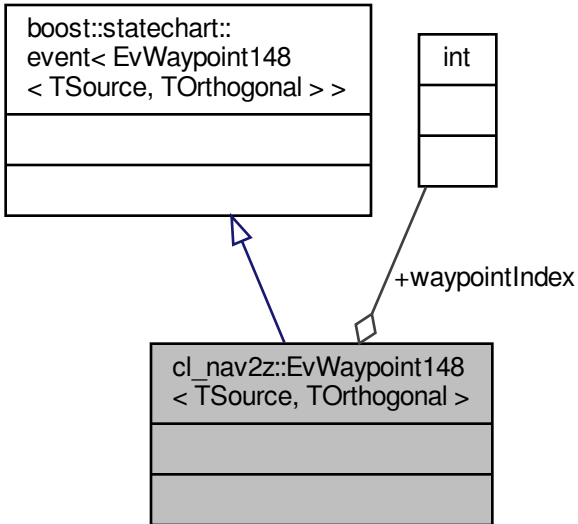 boost::statechart::
event< EvWaypoint148
< TSource, TOrthogonal > >
int
+waypointIndex
cl_nav2z::EvWaypoint148
< TSource, TOrthogonal >